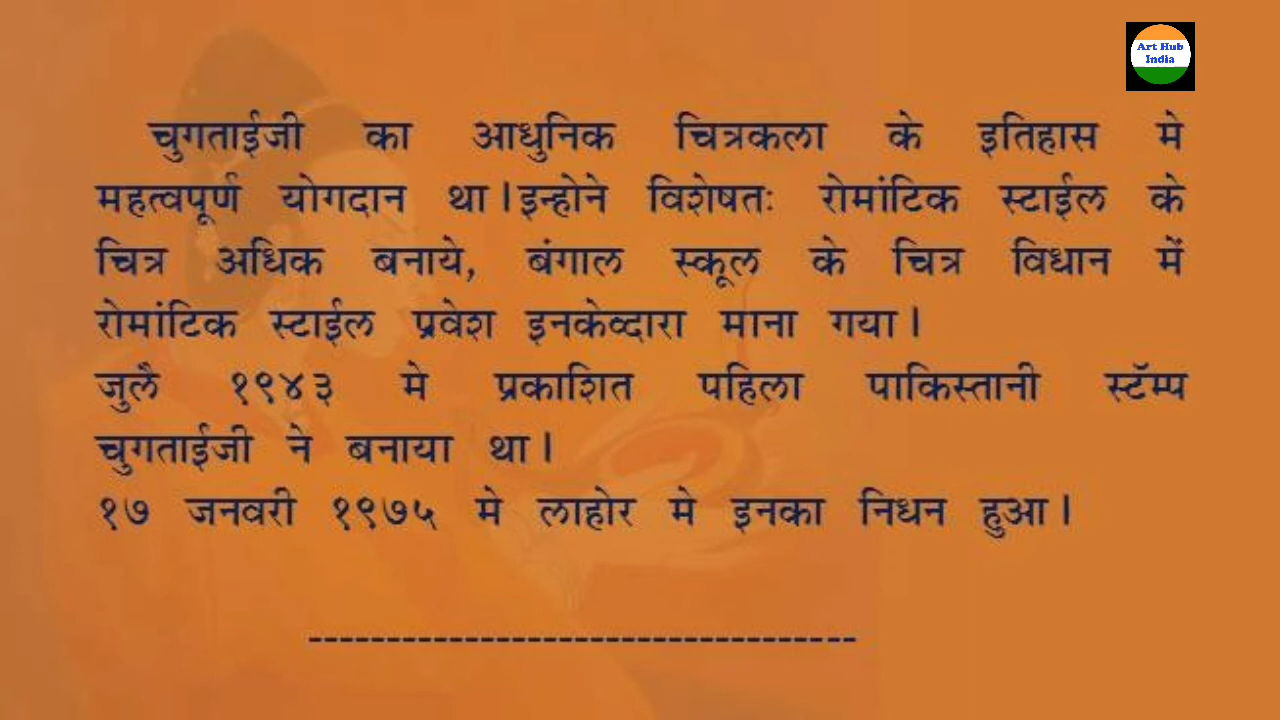 Art Hub
India
चुगताईजी का आधुनिक चित्रकला के इतिहास मे
महत्वपूर्ण योगदान था।इन्होने विशेषतः रोमांटिक स्टाईल के
चित्र अधिक बनाये, बंगाल स्कूल के चित्र विधान में
रोमांटिक स्टाईल प्रवेश इनकेव्दारा माना गया।
जुलै १९४३ मे प्रकाशित पहिला पाकिस्तानी स्टॅम्प
चुगताईजी ने बनाया था।
१७ जनवरी १९७५ मे लाहोर मे इनका निधन हुआ।
-----------------------------------